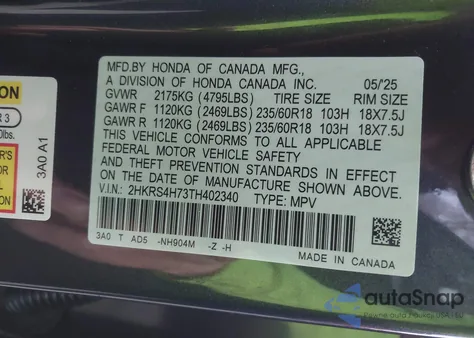 MFD.BY HONDA OF CANADA MFG.,
A DIVISION OF HONDA CANADA INC. 05/'25
GVWR 2175KG (4795LBS) TIRE SIZE RIM SIZE
GAWR F 1120KG (2469LBS) 235/60R18 103H 18X7.5J
GAWR R 1120KG (2469LBS) 235/60R18 103H 18X7.5J
THIS VEHICLE CONFORMS TO ALL APPLICABLE
FEDERAL MOTOR VEHICLE SAFETY
AND THEFT PREVENTION STANDARDS IN EFFECT
ON THE DATE OF MANUFACTURE SHOWN ABOVE.
V.I.N.: 2HKRS4H73TH402340 TYPE: MPV
3A0 T AD5 -NH904M -Z -H
MADE IN CANADA
ION
R 3
0lbs.
3A0 A1
autoSnap